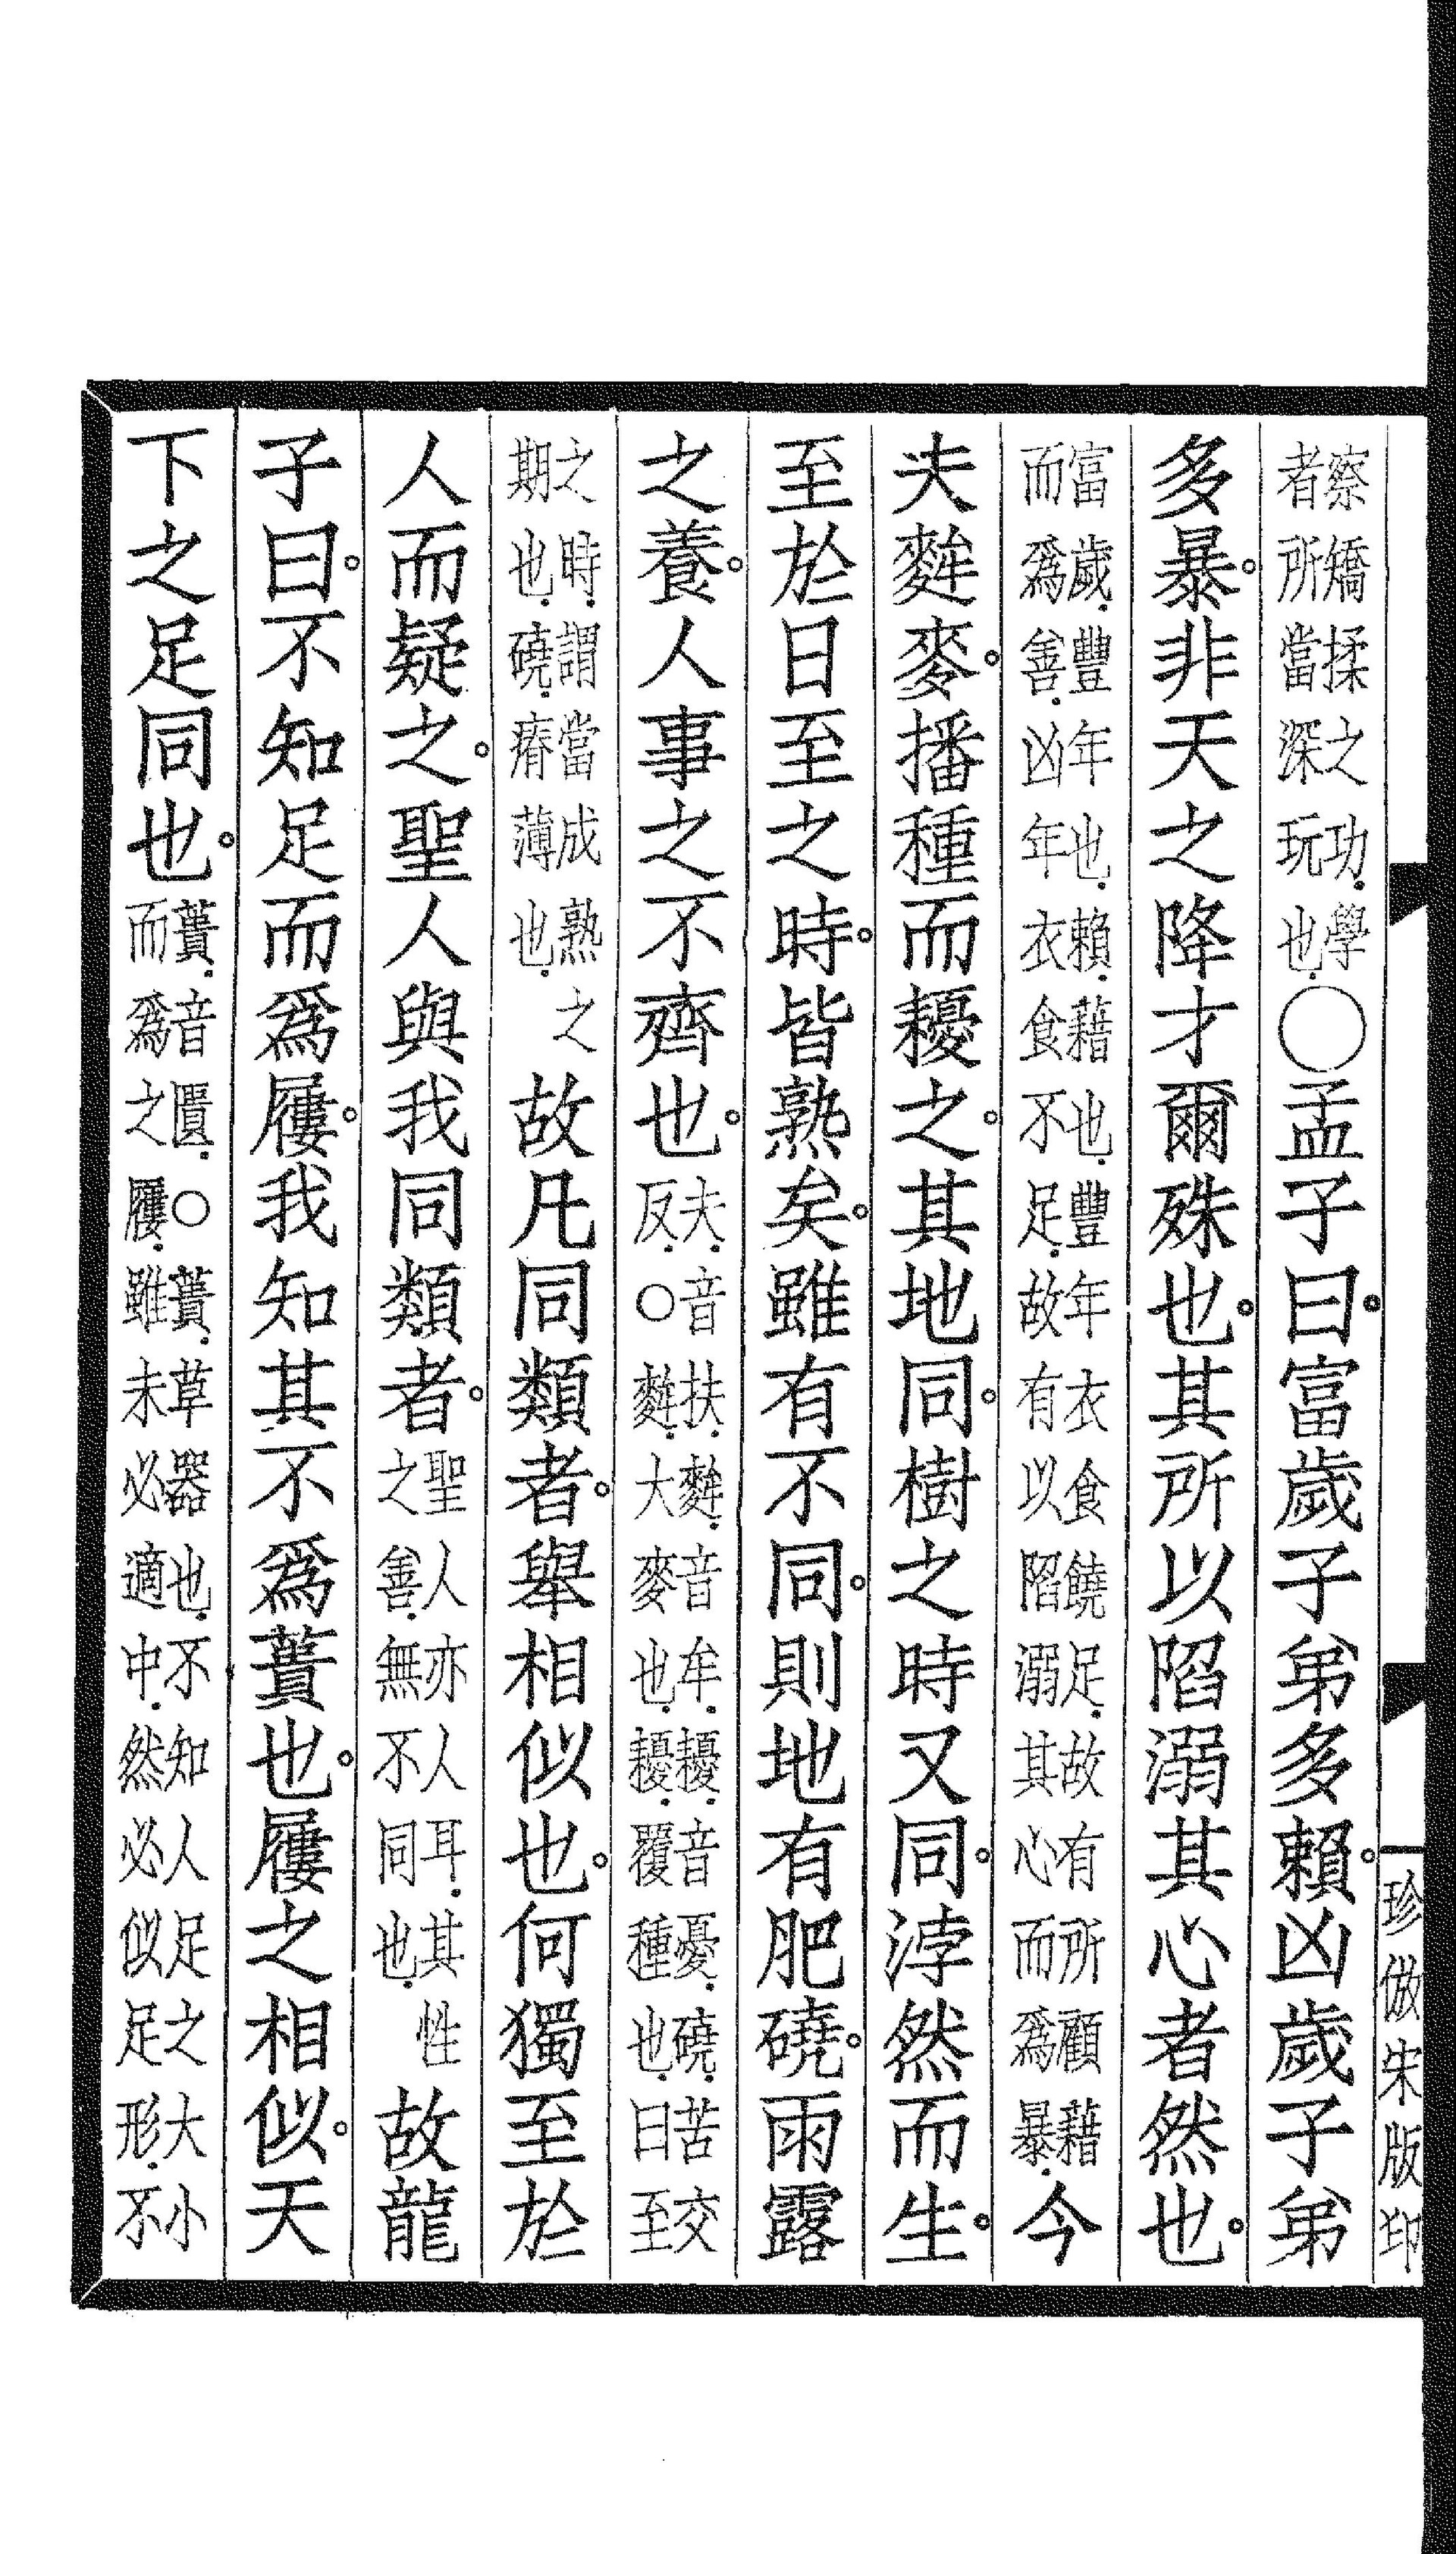 珍倣宋版印
察矯揉之功．學者所當深玩也．○孟子曰。富歲子弟多賴。凶歲子弟
多暴。非天之降才爾殊也。其所以陷溺其心者然也。
富歲．豐年也．賴．藉也．豐年衣食饒足．故有所顧藉而爲善．凶年衣食不足．故有以陷溺其心而爲暴．今
夫麰麥。播種而耰之。其地同。樹之時又同。浡然而生。
至於日至之時。皆熟矣。雖有不同。則地有肥磽。雨露
之養。人事之不齊也。夫．音扶．麰．音牟．耰．音憂．磽．苦交反．○麰．大麥也．耰．覆種也．日至
之時．謂當成熟之期也．磽．瘠薄也．故凡同類者。舉相似也。何獨至於
人而疑之。聖人與我同類者。聖人亦人耳．其性之善．無不同也．故龍
子曰。不知足而爲屨。我知其不爲蕢也。屨之相似。天
下之足同也。蕢．音匱．○蕢．草器也．不知人足之大小而爲之屨．雖未必適中．然必似足形．不